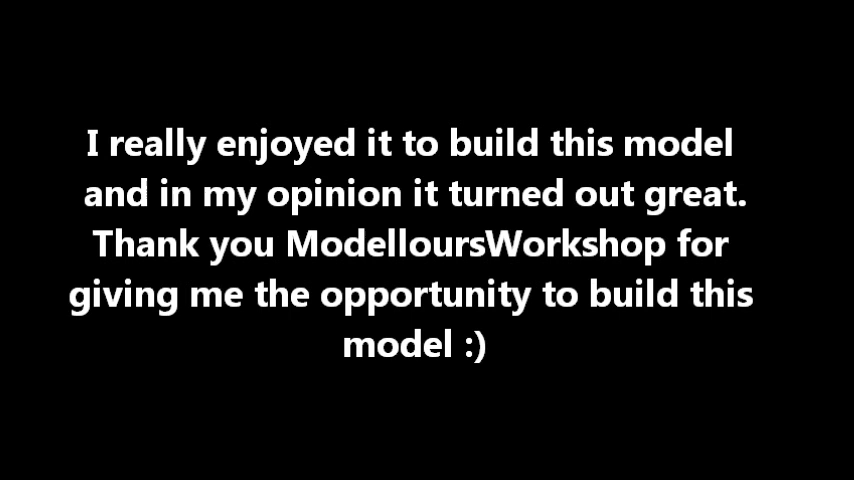 I really enjoyed it to build this model
and in my opinion it turned out great.
Thank you ModelloursWorkshop for
giving me the opportunity to build this
model :)